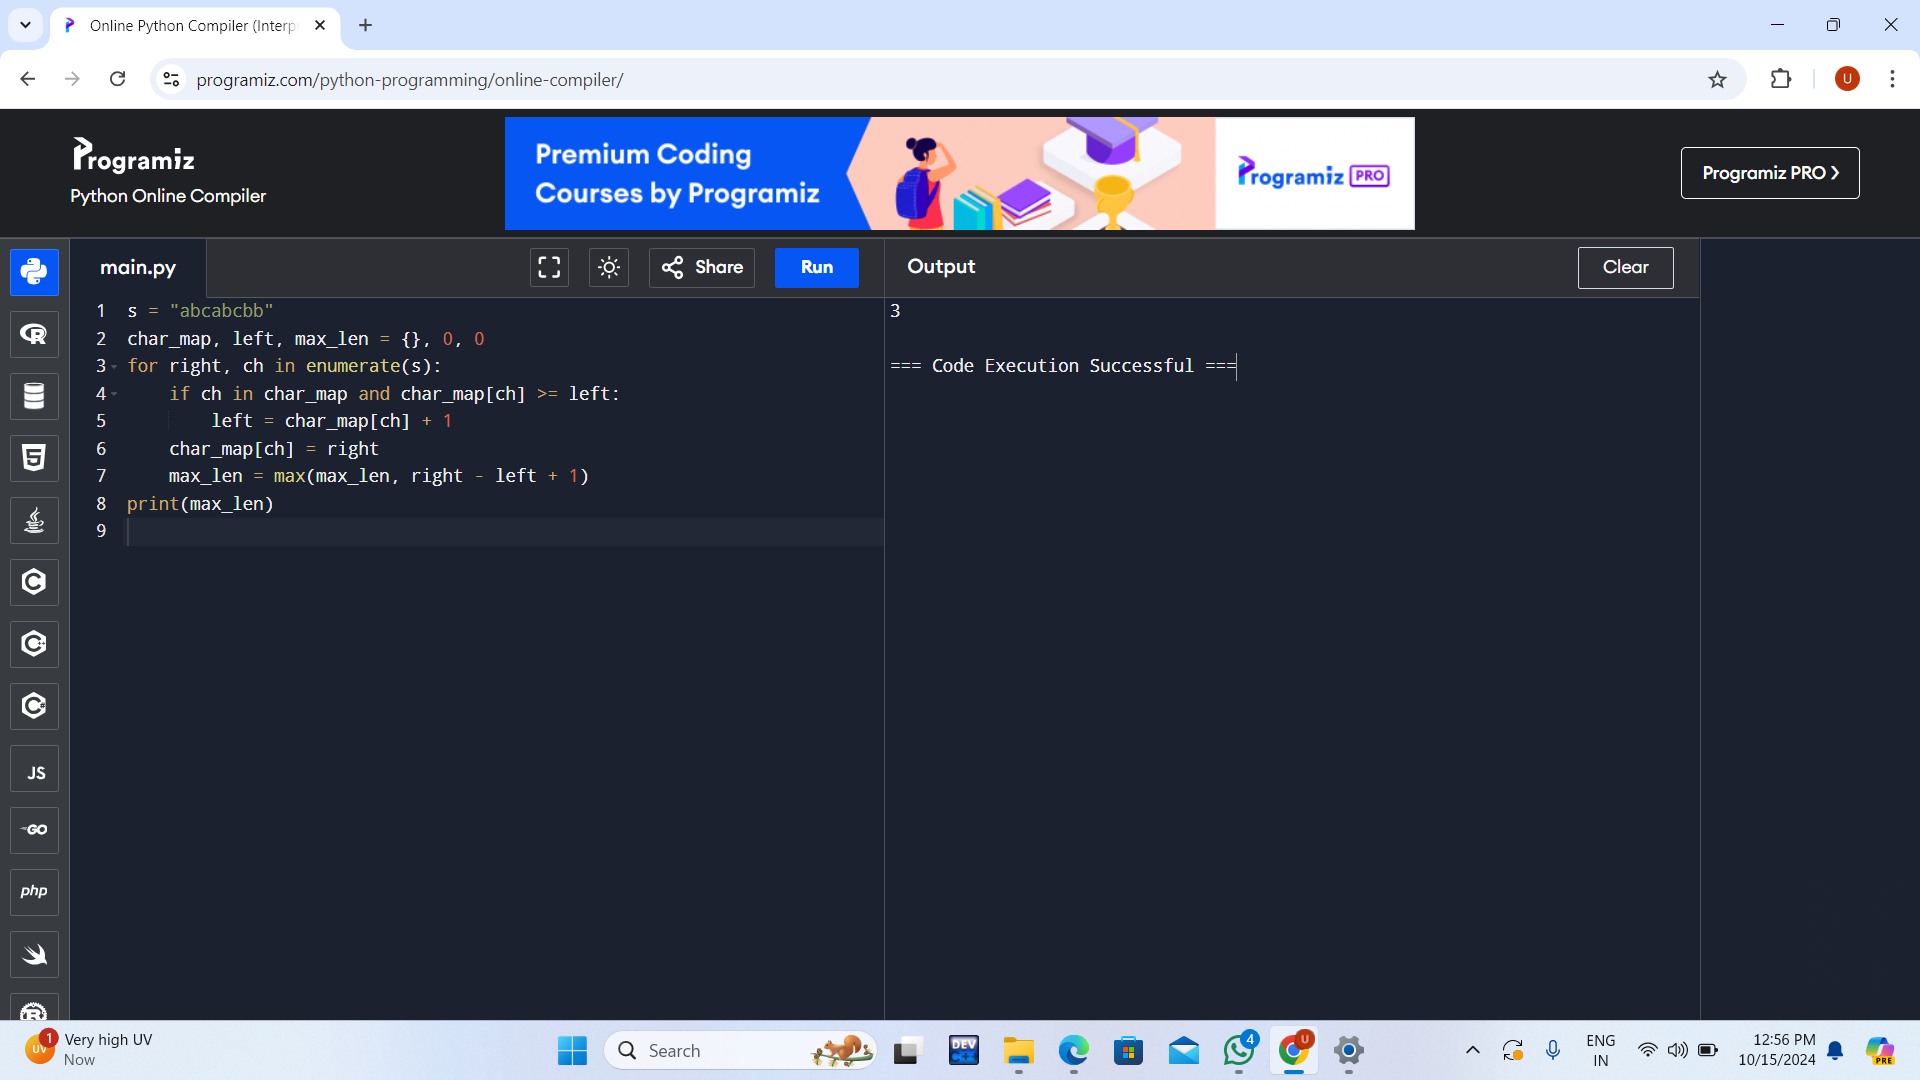 Online Python Compiler (Interp
programiz.com/python-programming/online-compiler/
U
Programiz
Python Online Compiler
Premium Coding
Courses by Programiz
Programiz PRO
Programiz PRO ❯
main.py
Share
Run
Output
Clear
1 s = "abcabcbb"
2 char_map, left, max_len = {}, 0, 0
3 for right, ch in enumerate(s):
4     if ch in char_map and char_map[ch] >= left:
5         left = char_map[ch] + 1
6     char_map[ch] = right
7     max_len = max(max_len, right - left + 1)
8 print(max_len)
9
3
=== Code Execution Successful ===
R
5
C
C
C
JS
GO
php
R
UV
1
Very high UV
Now
Search
DEV
C++
4
U
ENG
IN
12:56 PM
10/15/2024
PRE